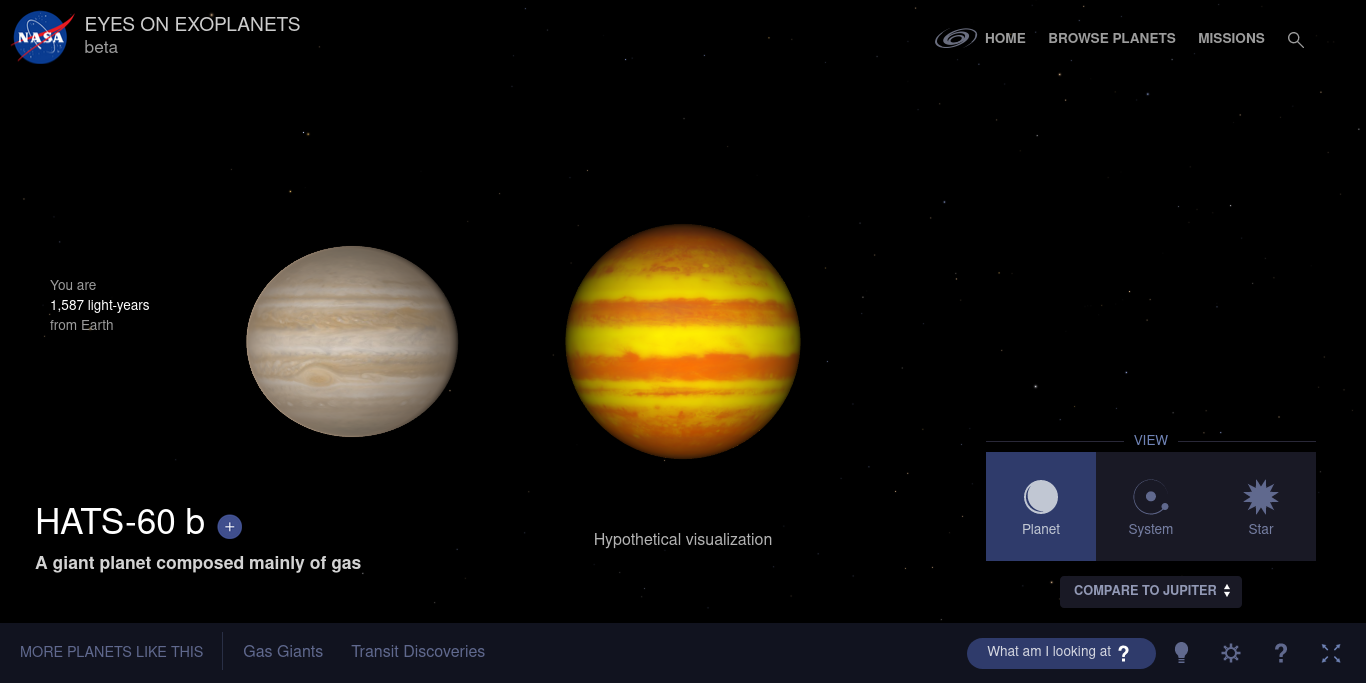 NASA
EYES ON EXOPLANETS
beta
HOME
BROWSE PLANETS
MISSIONS
You are
1,587 light-years
from Earth
VIEW
Planet
System
Star
HATS-60 b +
A giant planet composed mainly of gas
Hypothetical visualization
COMPARE TO JUPITER
MORE PLANETS LIKE THIS
Gas Giants
Transit Discoveries
What am I looking at ?
?